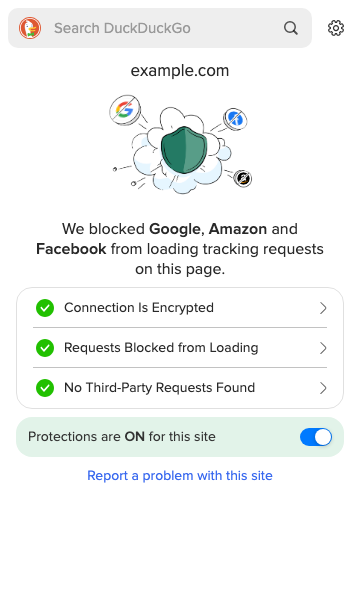 Search DuckDuckGo
example.com
We blocked Google, Amazon and
Facebook from loading tracking requests
on this page.
Connection Is Encrypted
Requests Blocked from Loading
No Third-Party Requests Found
Protections are ON for this site
Report a problem with this site